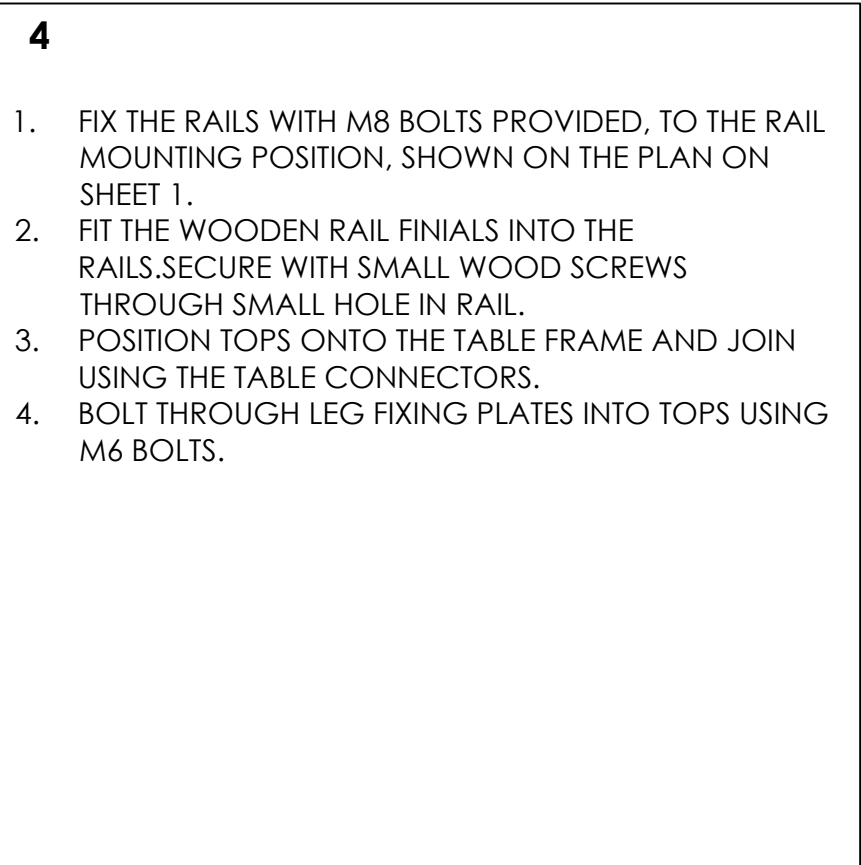 4
1. FIX THE RAILS WITH M8 BOLTS PROVIDED, TO THE RAIL
MOUNTING POSITION, SHOWN ON THE PLAN ON
SHEET 1.
2. FIT THE WOODEN RAIL FINIALS INTO THE
RAILS.SECURE WITH SMALL WOOD SCREWS
THROUGH SMALL HOLE IN RAIL.
3. POSITION TOPS ONTO THE TABLE FRAME AND JOIN
USING THE TABLE CONNECTORS.
4. BOLT THROUGH LEG FIXING PLATES INTO TOPS USING
M6 BOLTS.